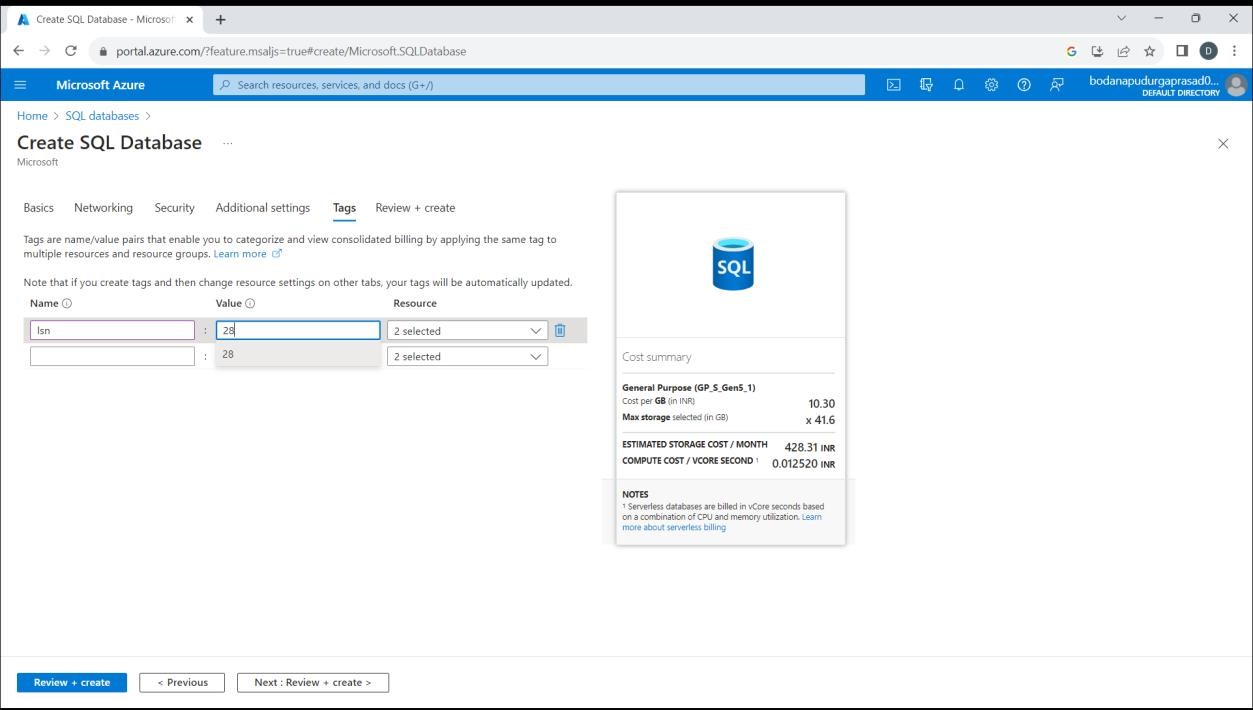 Create SQL Database - Microsof
portal.azure.com/?feature.msaljs=true#create/Microsoft.SQLDatabase
D
Microsoft Azure
Search resources, services, and docs (G+/)
bodanapudurgaprasad0...
DEFAULT DIRECTORY
Home > SQL databases >
Create SQL Database ...
Microsoft
Basics Networking Security Additional settings Tags Review + create
Tags are name/value pairs that enable you to categorize and view consolidated billing by applying the same tag to
multiple resources and resource groups. Learn more
Note that if you create tags and then change resource settings on other tabs, your tags will be automatically updated.
Name Value Resource
lsn : 28 2 selected
: 28 2 selected
SQL
Cost summary
General Purpose (GP_S_Gen5_1)
Cost per GB (in INR) 10.30
Max storage selected (in GB) x 41.6
ESTIMATED STORAGE COST / MONTH 428.31 INR
COMPUTE COST / VCORE SECOND ¹ 0.012520 INR
NOTES
¹ Serverless databases are billed in vCore seconds based
on a combination of CPU and memory utilization. Learn
more about serverless billing
Review + create < Previous Next : Review + create >